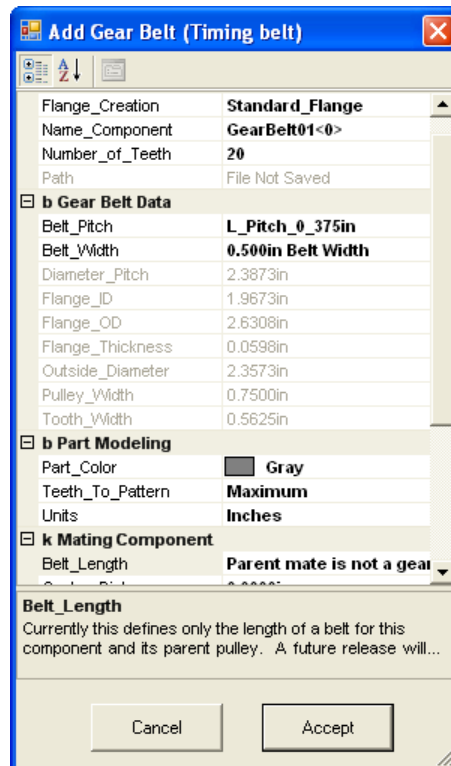 Add Gear Belt (Timing belt)
A Z
Flange_Creation Standard_Flange
Name_Component GearBelt01<0>
Number_of_Teeth 20
Path File Not Saved
b Gear Belt Data
Belt_Pitch L_Pitch_0_375in
Belt_Width 0.500in Belt Width
Diameter_Pitch 2.3873in
Flange_ID 1.9673in
Flange_OD 2.6308in
Flange_Thickness 0.0598in
Outside_Diameter 2.3573in
Pulley_Width 0.7500in
Tooth_Width 0.5625in
b Part Modeling
Part_Color Gray
Teeth_To_Pattern Maximum
Units Inches
k Mating Component
Belt_Length Parent mate is not a gear
Belt_Length
Currently this defines only the length of a belt for this
component and its parent pulley. A future release will...
Cancel Accept